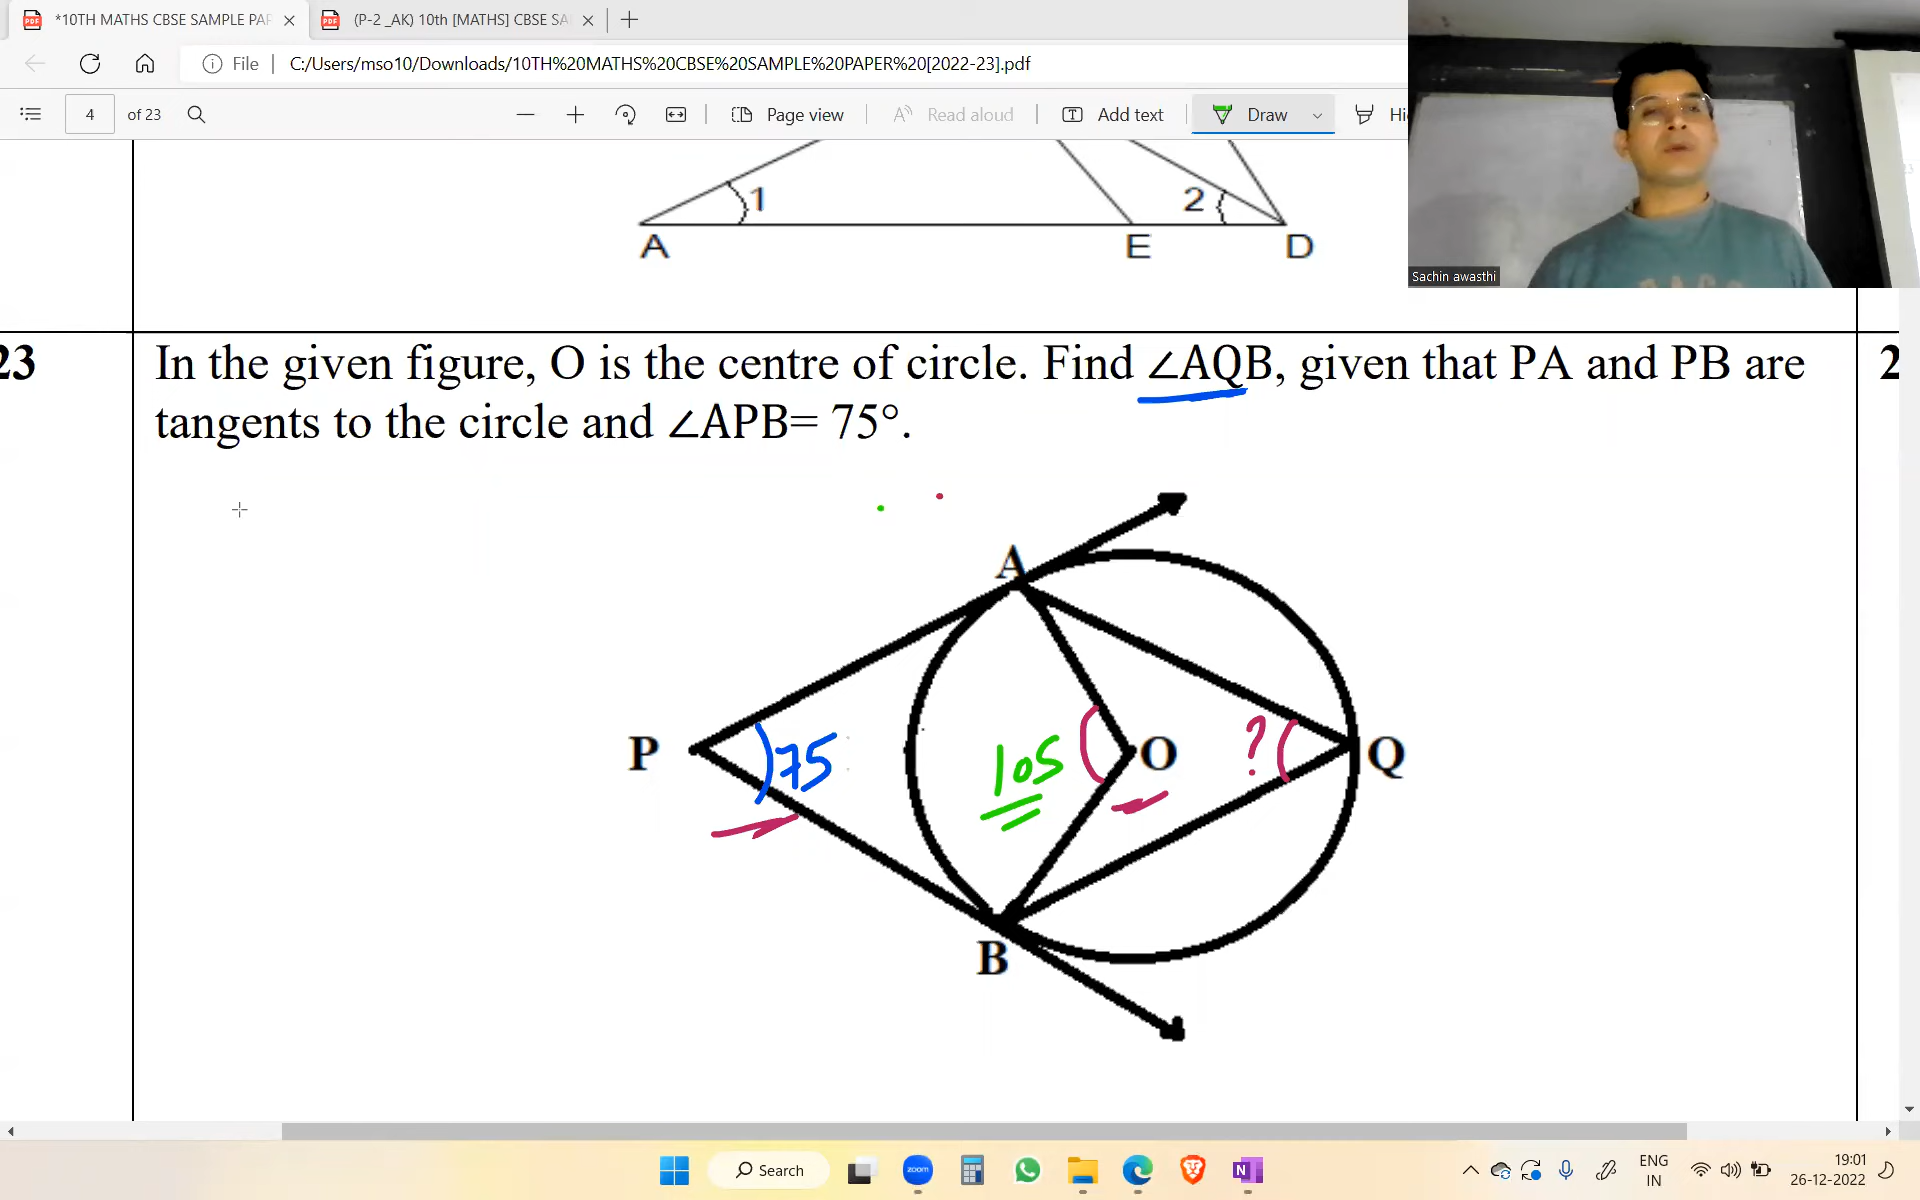 *10TH MATHS CBSE SAMPLE PAP
(P-2 _AK) 10th [MATHS] CBSE SA
File
C:/Users/mso10/Downloads/10TH%20MATHS%20CBSE%20SAMPLE%20PAPER%20[2022-23].pdf
4 of 23
Page view
Read aloud
Add text
Draw
Sachin awasthi
1
2
A
E
D
23
In the given figure, O is the centre of circle. Find ∠AQB, given that PA and PB are
2
tangents to the circle and ∠APB= 75°.
A
P
75
105
O
?
Q
B
Search
zoom
N
ENG
IN
19:01
26-12-2022